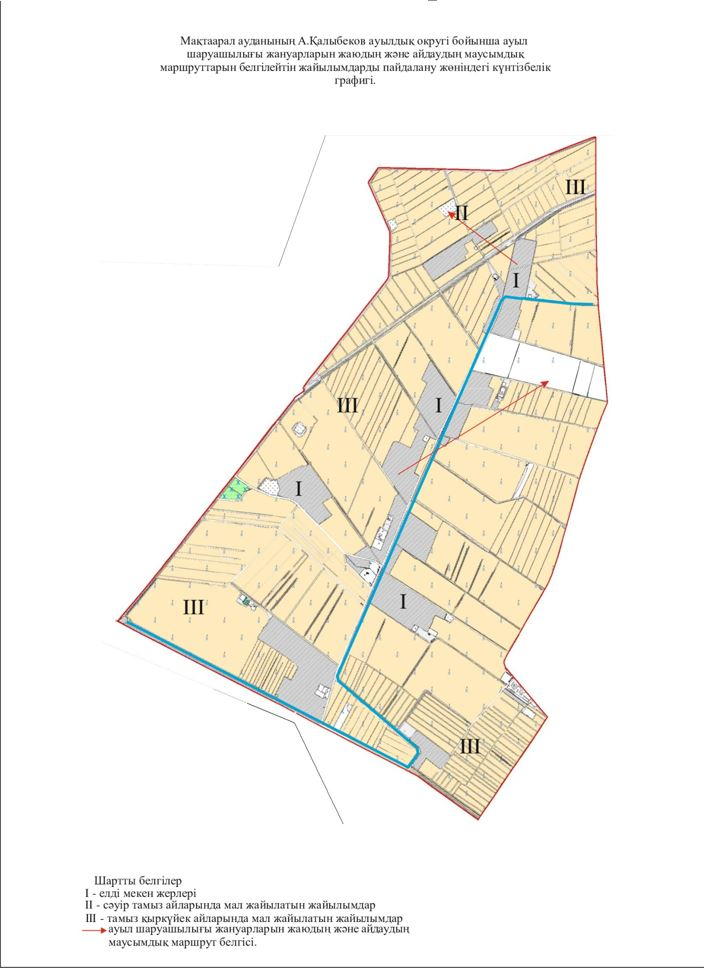 Мақтаарал ауданының А.Қалыбеков ауылдық округі бойынша ауыл
шаруашылығы жануарларын жаюдың және айдаудың маусымдық
маршруттарын белгілейтін жайылымдарды пайдалану жөніндегі күнтізбелік
графигі.
III
II
I
III
I
I
III
I
III
Шартты белгілер
I - елді мекен жерлері
II - сәуір тамыз айларында мал жайылатын жайылымдар
III - тамыз қыркүйек айларында мал жайылатын жайылымдар
ауыл шаруашылығы жануарларын жаюдың және айдаудың
маусымдық маршрут белгісі.